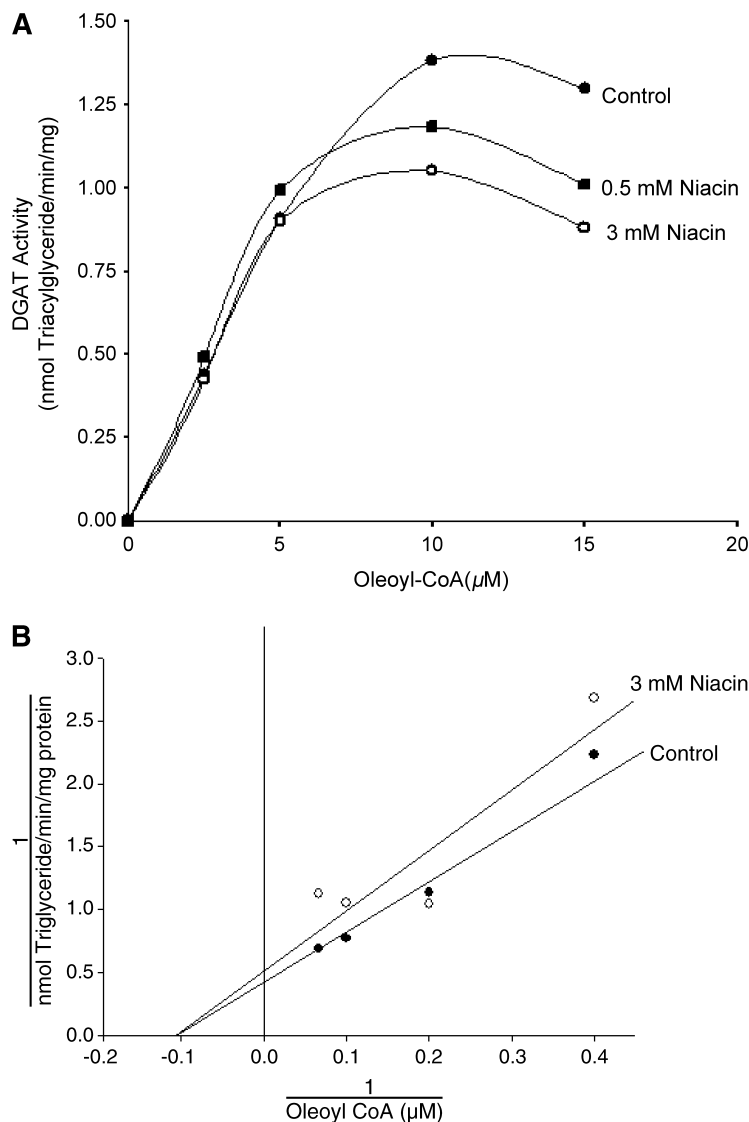 A
DGAT Activity
(nmol Triacylglyceride/min/mg)
1.50
1.25
1.00
0.75
0.50
0.25
0.00
Control
0.5 mM Niacin
3 mM Niacin
0 5 10 15 20
Oleoyl-CoA(μM)
B
1
nmol Triglyceride/min/mg protein
3.0
2.5
2.0
1.5
1.0
0.5
0.0
3 mM Niacin
Control
-0.2 -0.1 0.0 0.1 0.2 0.3 0.4
1
Oleoyl CoA (μM)